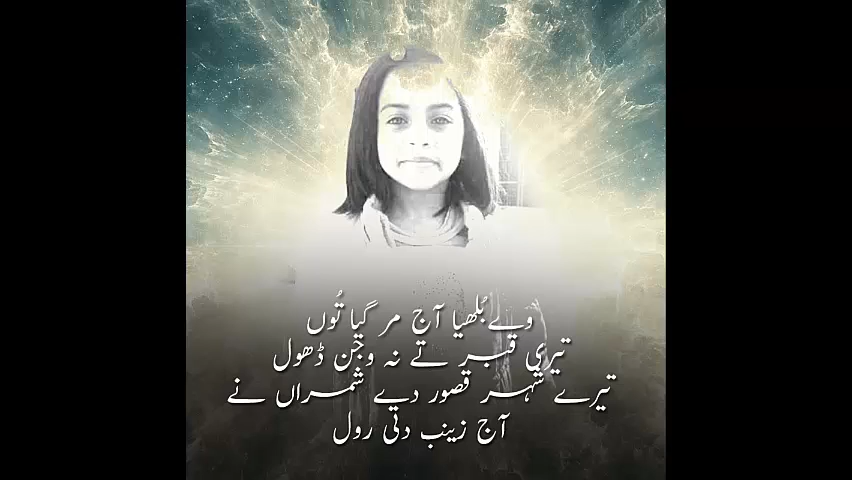 وے بُلھیا آج مر گیا تُوں
تیری قبر تے نہ وجن ڈھول
تیرے شہر قصور دے شمراں نے
آج زینب دتی رول